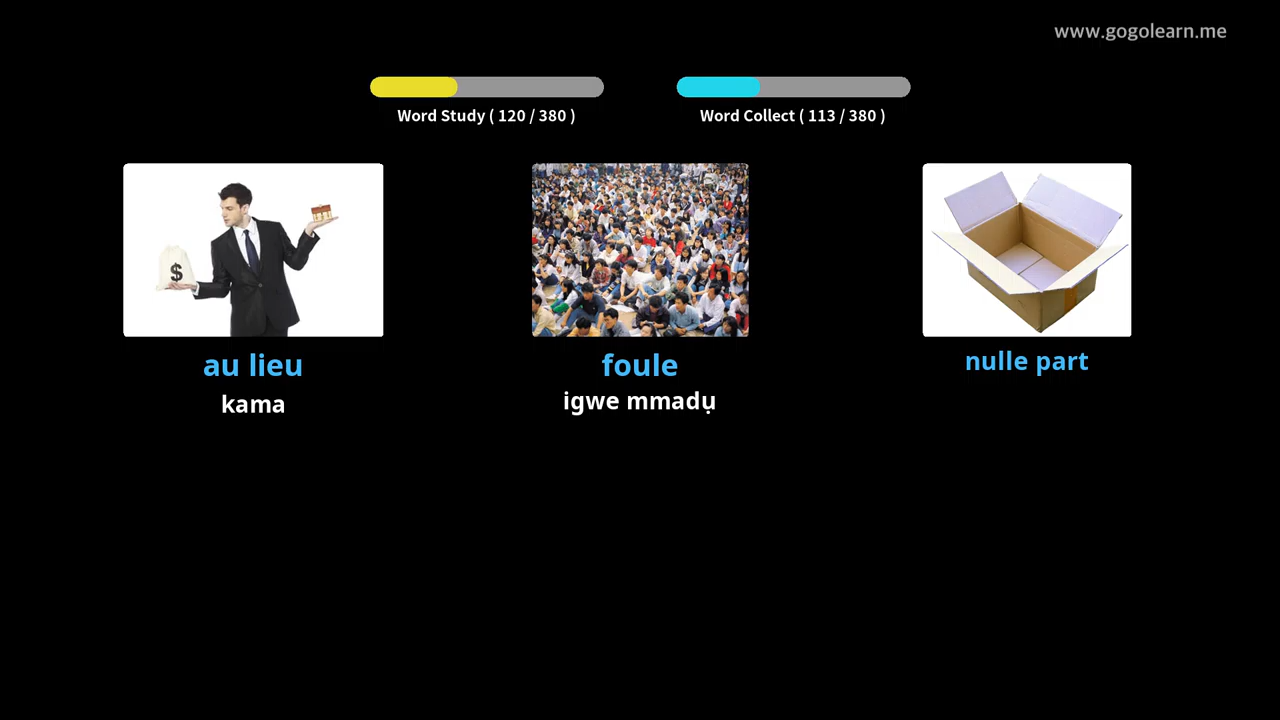 www.gogolearn.me
Word Study ( 120 / 380 )
Word Collect ( 113 / 380 )
$
au lieu
kama
foule
igwe mmadụ
nulle part